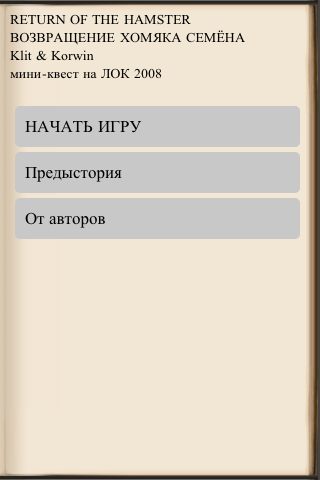 RETURN OF THE HAMSTER
ВОЗВРАЩЕНИЕ ХОМЯКА СЕМЁНА
Klit & Korwin
мини-квест на ЛОК 2008
НАЧАТЬ ИГРУ
Предыстория
От авторов